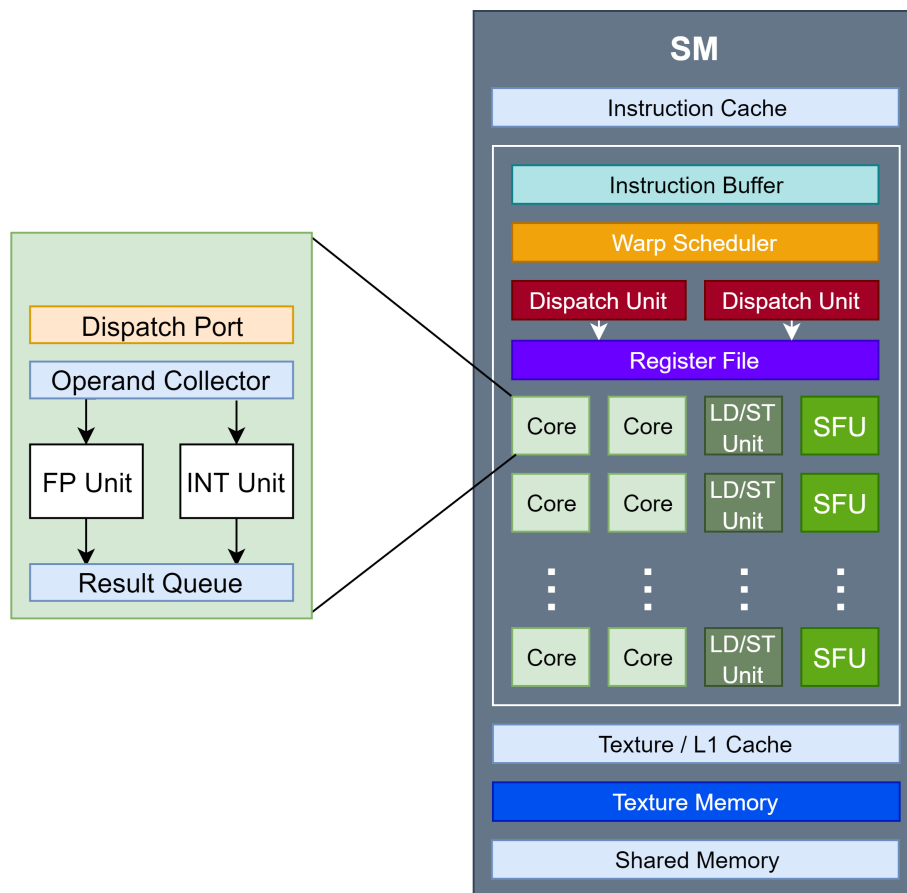 SM
Instruction Cache
Instruction Buffer
Warp Scheduler
Dispatch Unit
Dispatch Unit
Register File
Core
Core
LD/ST
Unit
SFU
Core
Core
LD/ST
Unit
SFU
Core
Core
LD/ST
Unit
SFU
Texture / L1 Cache
Texture Memory
Shared Memory
Dispatch Port
Operand Collector
FP Unit
INT Unit
Result Queue